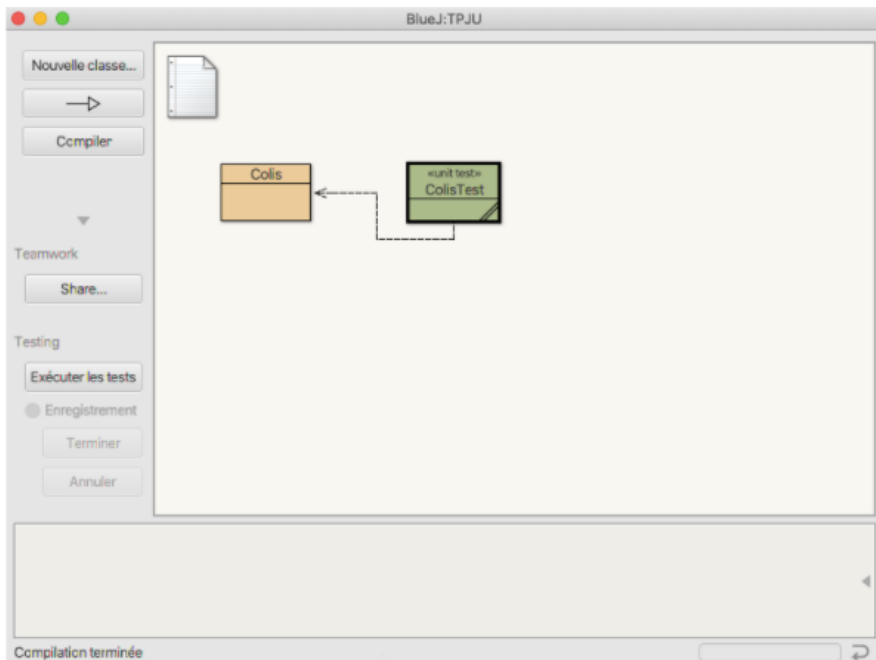 BlueJ:TPJU
Nouvelle classe...
Compiler
Teamwork
Share...
Testing
Exécuter les tests
Enregistrement
Terminer
Annuler
Colis
«unit test»
ColisTest
Compilation terminée